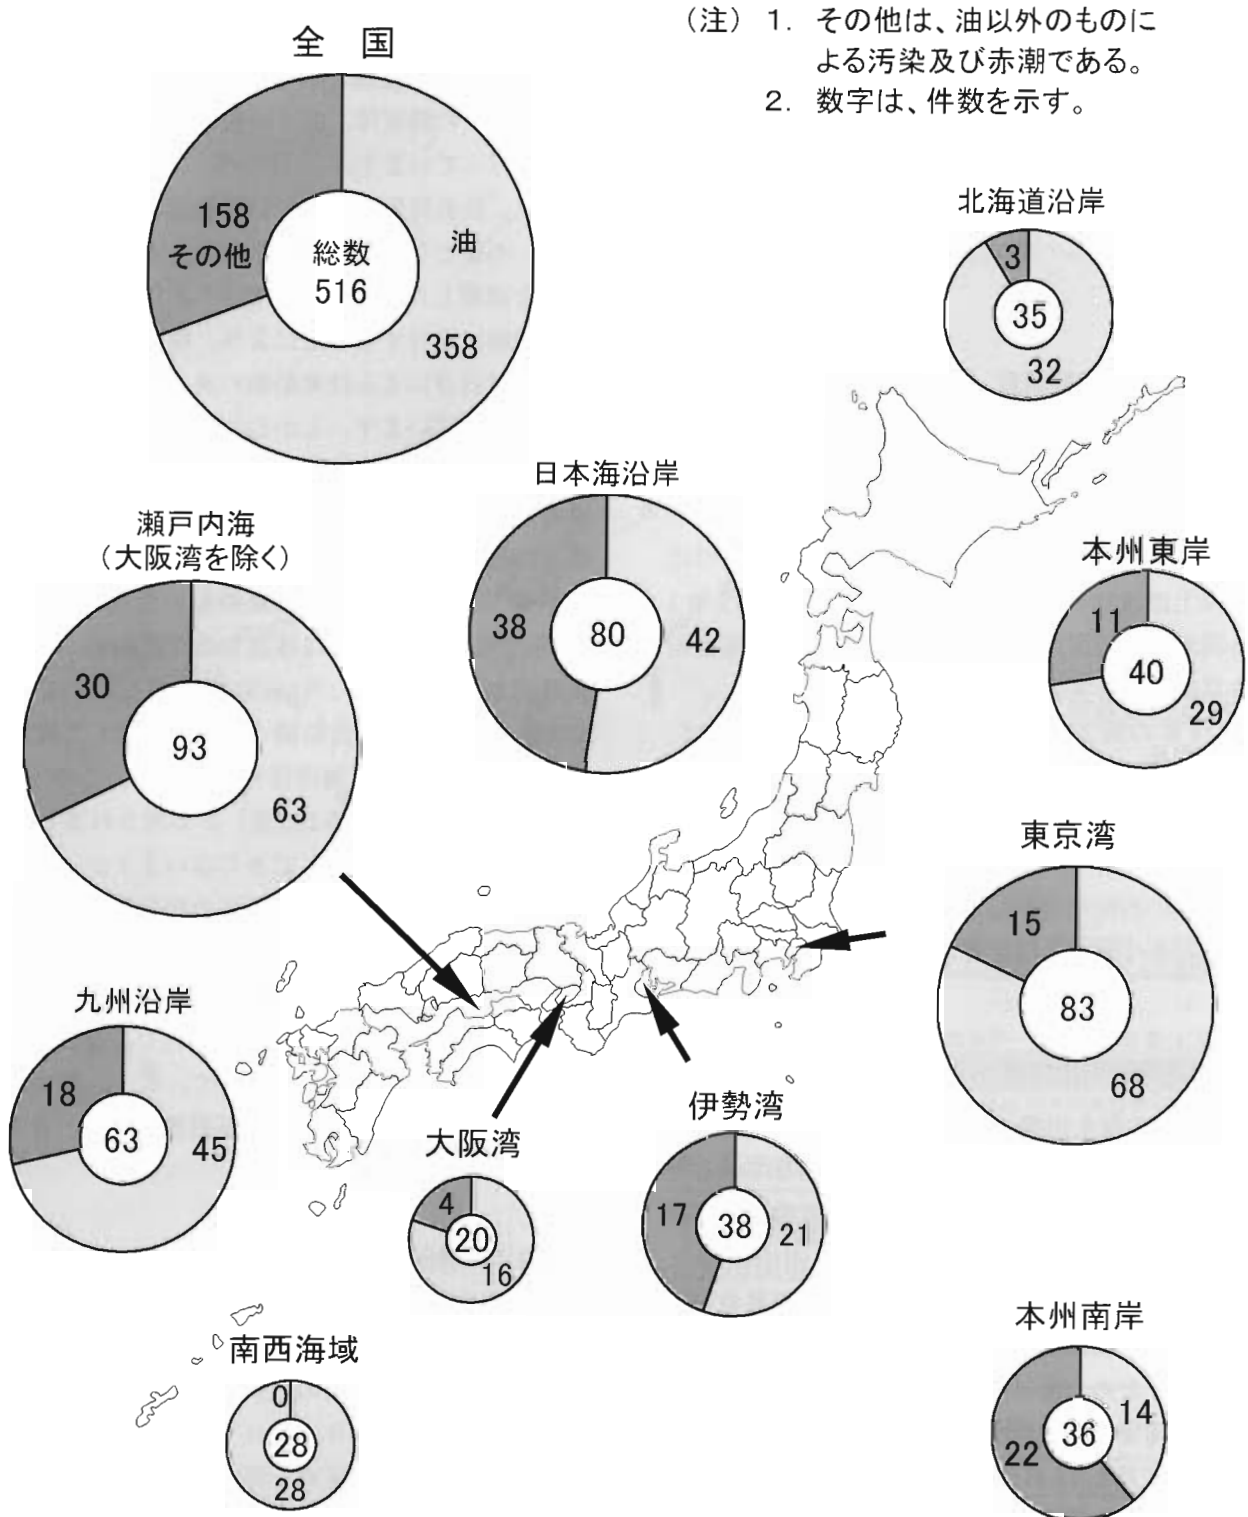 全　国
158
その他
総数
516
油
358
（注）　1.　その他は、油以外のものに
よる汚染及び赤潮である。
2.　数字は、件数を示す。
北海道沿岸
3
35
32
日本海沿岸
38
80
42
瀬戸内海
（大阪湾を除く）
30
93
63
本州東岸
11
40
29
東京湾
15
83
68
九州沿岸
18
63
45
大阪湾
4
20
16
伊勢湾
17
38
21
南西海域
0
28
28
本州南岸
14
36
22